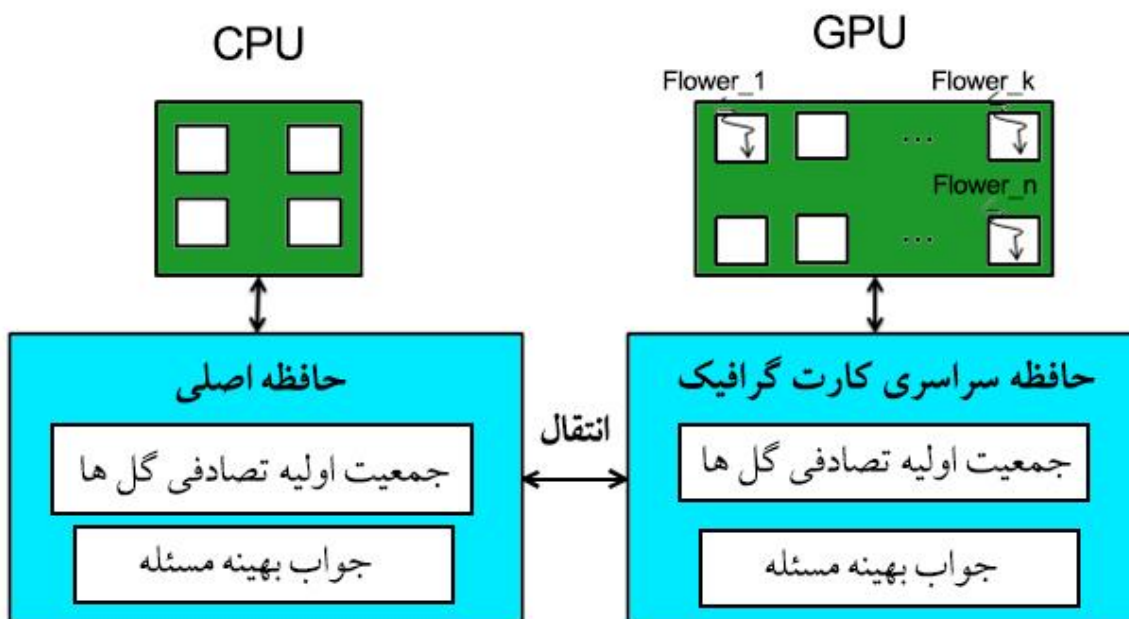 CPU
GPU
Flower_1
Flower_k
...
Flower_n
...
حافظه اصلی
جمعیت اولیه تصادفی گل ها
جواب بهینه مسئله
انتقال
حافظه سراسری کارت گرافیک
جمعیت اولیه تصادفی گل ها
جواب بهینه مسئله